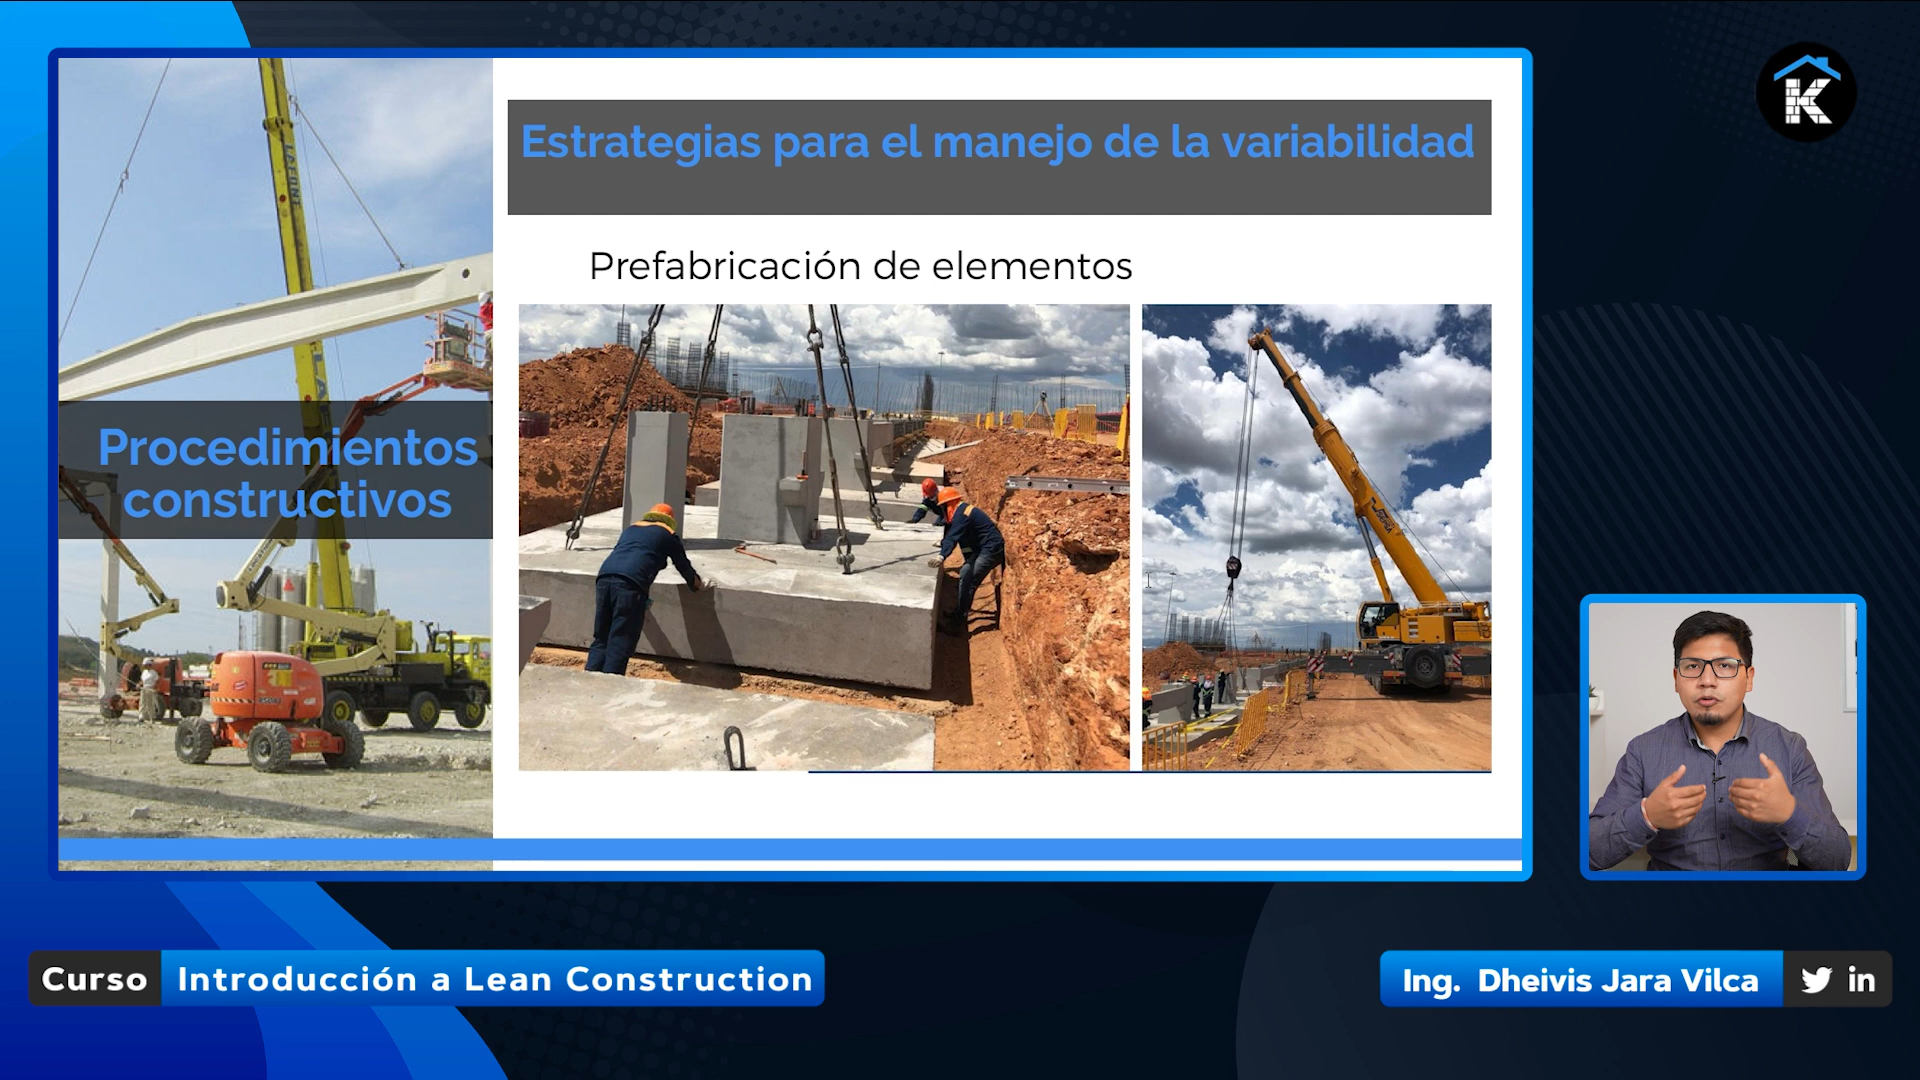 Estrategias para el manejo de la variabilidad
Prefabricación de elementos
Procedimientos
constructivos
K
Curso
Introducción a Lean Construction
Ing. Dheivis Jara Vilca
in